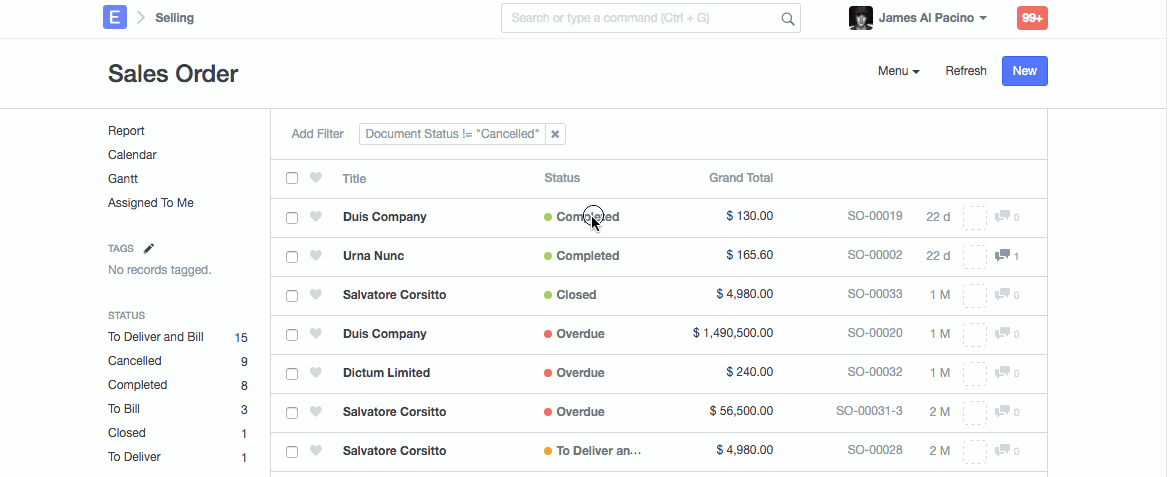 E Selling Search or type a command (Ctrl + G) James Al Pacino 99+
Sales Order Menu Refresh New
Report
Calendar
Gantt
Assigned To Me
TAGS
No records tagged.
STATUS
To Deliver and Bill 15
Cancelled 9
Completed 8
To Bill 3
Closed 1
To Deliver 1
Add Filter Document Status != "Cancelled" ×
Title Status Grand Total
Duis Company Completed $ 130.00 SO-00019 22 d 0
Urna Nunc Completed $ 165.60 SO-00002 22 d 1
Salvatore Corsitto Closed $ 4,980.00 SO-00033 1 M 0
Duis Company Overdue $ 1,490,500.00 SO-00020 1 M 0
Dictum Limited Overdue $ 240.00 SO-00032 1 M 0
Salvatore Corsitto Overdue $ 56,500.00 SO-00031-3 2 M 0
Salvatore Corsitto To Deliver an... $ 4,980.00 SO-00028 2 M 0